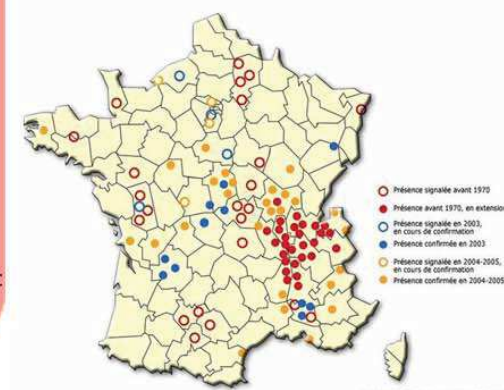 Présence signalée avant 1970
Présence avant 1970, en extension
Présence signalée en 2003,
en cours de confirmation
Présence confirmée en 2003
Présence signalée en 2004-2005,
en cours de confirmation
Présence confirmée en 2004-2005